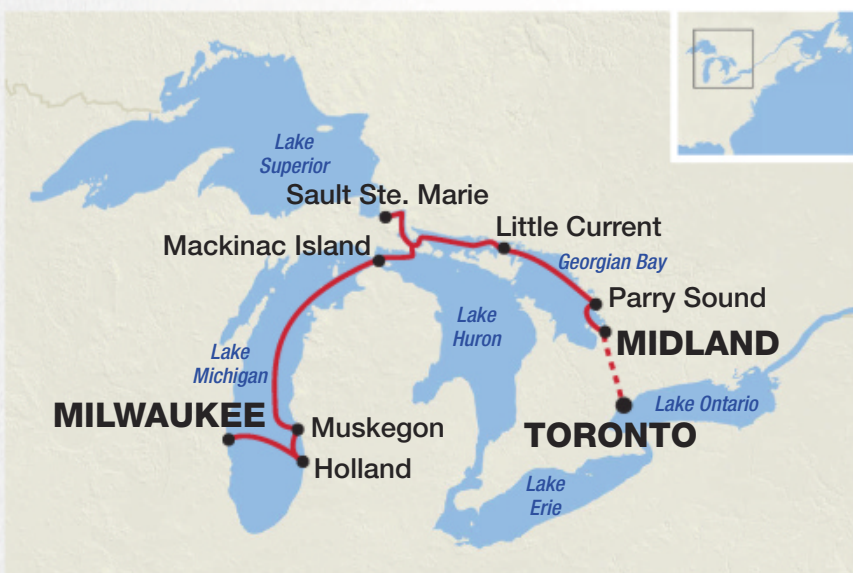 Lake
Superior
Sault Ste. Marie
Little Current
Mackinac Island
Georgian Bay
Parry Sound
Lake
Huron
MIDLAND
Lake
Michigan
MILWAUKEE
Lake Ontario
Muskegon
TORONTO
Holland
Lake
Erie